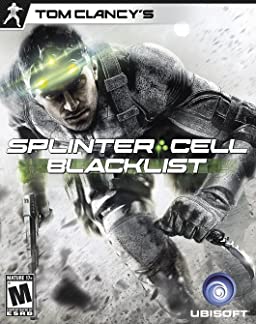 TOM CLANCY'S
SPLINTER CELL
BLACKLIST
MATURE 17+
M
ESRB
UBISOFT